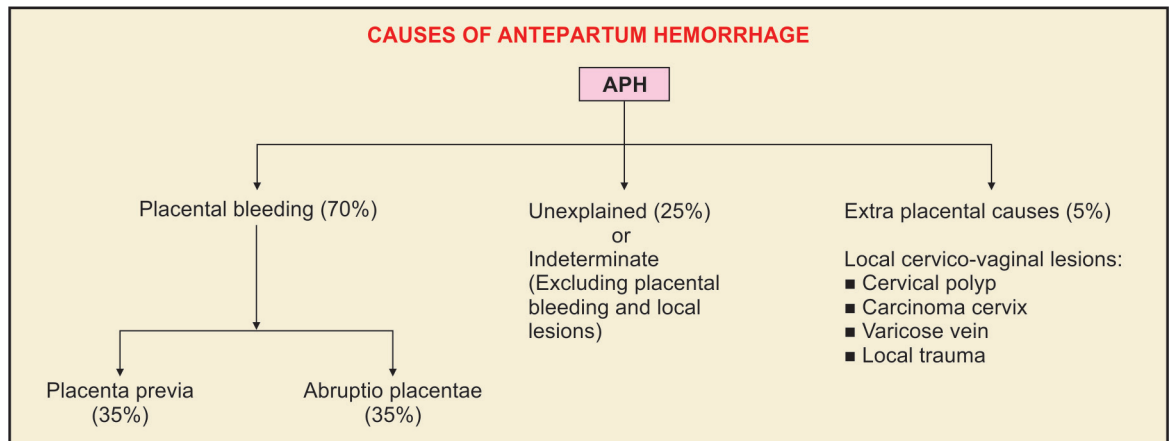 CAUSES OF ANTEPARTUM HEMORRHAGE
APH
Placental bleeding (70%)
Placenta previa
(35%)
Abruptio placentae
(35%)
Unexplained (25%)
or
Indeterminate
(Excluding placental
bleeding and local
lesions)
Extra placental causes (5%)
Local cervico-vaginal lesions:
■ Cervical polyp
■ Carcinoma cervix
■ Varicose vein
■ Local trauma